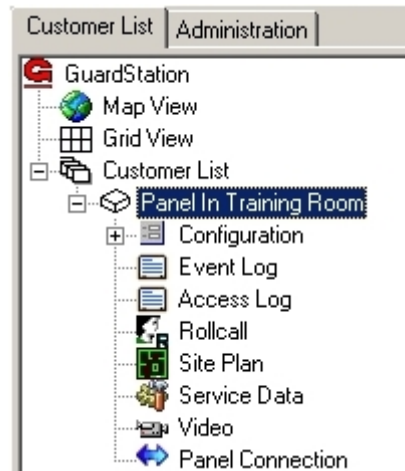 Customer List Administration
GuardStation
Map View
Grid View
Customer List
Panel In Training Room
Configuration
Event Log
Access Log
Rollcall
Site Plan
Service Data
Video
Panel Connection